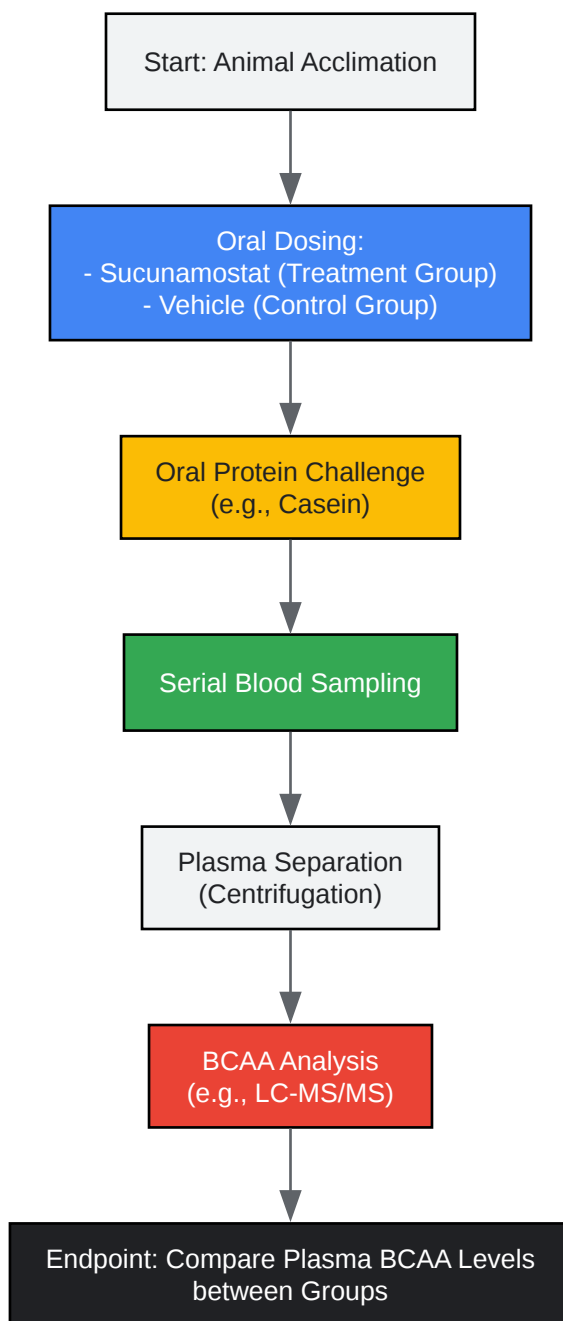 Start: Animal Acclimation
Oral Dosing:
- Sucunamostat (Treatment Group)
- Vehicle (Control Group)
Oral Protein Challenge
(e.g., Casein)
Serial Blood Sampling
Plasma Separation
(Centrifugation)
BCAA Analysis
(e.g., LC-MS/MS)
Endpoint: Compare Plasma BCAA Levels
between Groups